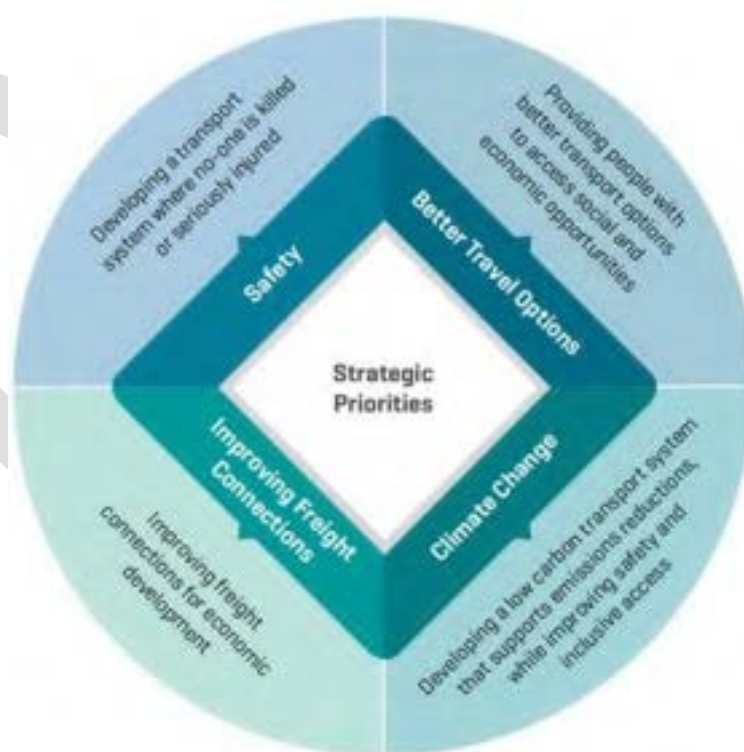 Developing a transport
system where no-one is killed
or seriously injured
Safety
Providing people with
better transport options
to access social and
economic opportunities
Better Travel Options
Strategic
Priorities
Improving Freight
Connections
Improving freight
connections for economic
development
Climate Change
Developing a low carbon transport system
that supports emissions reductions,
while improving safety and
inclusive access